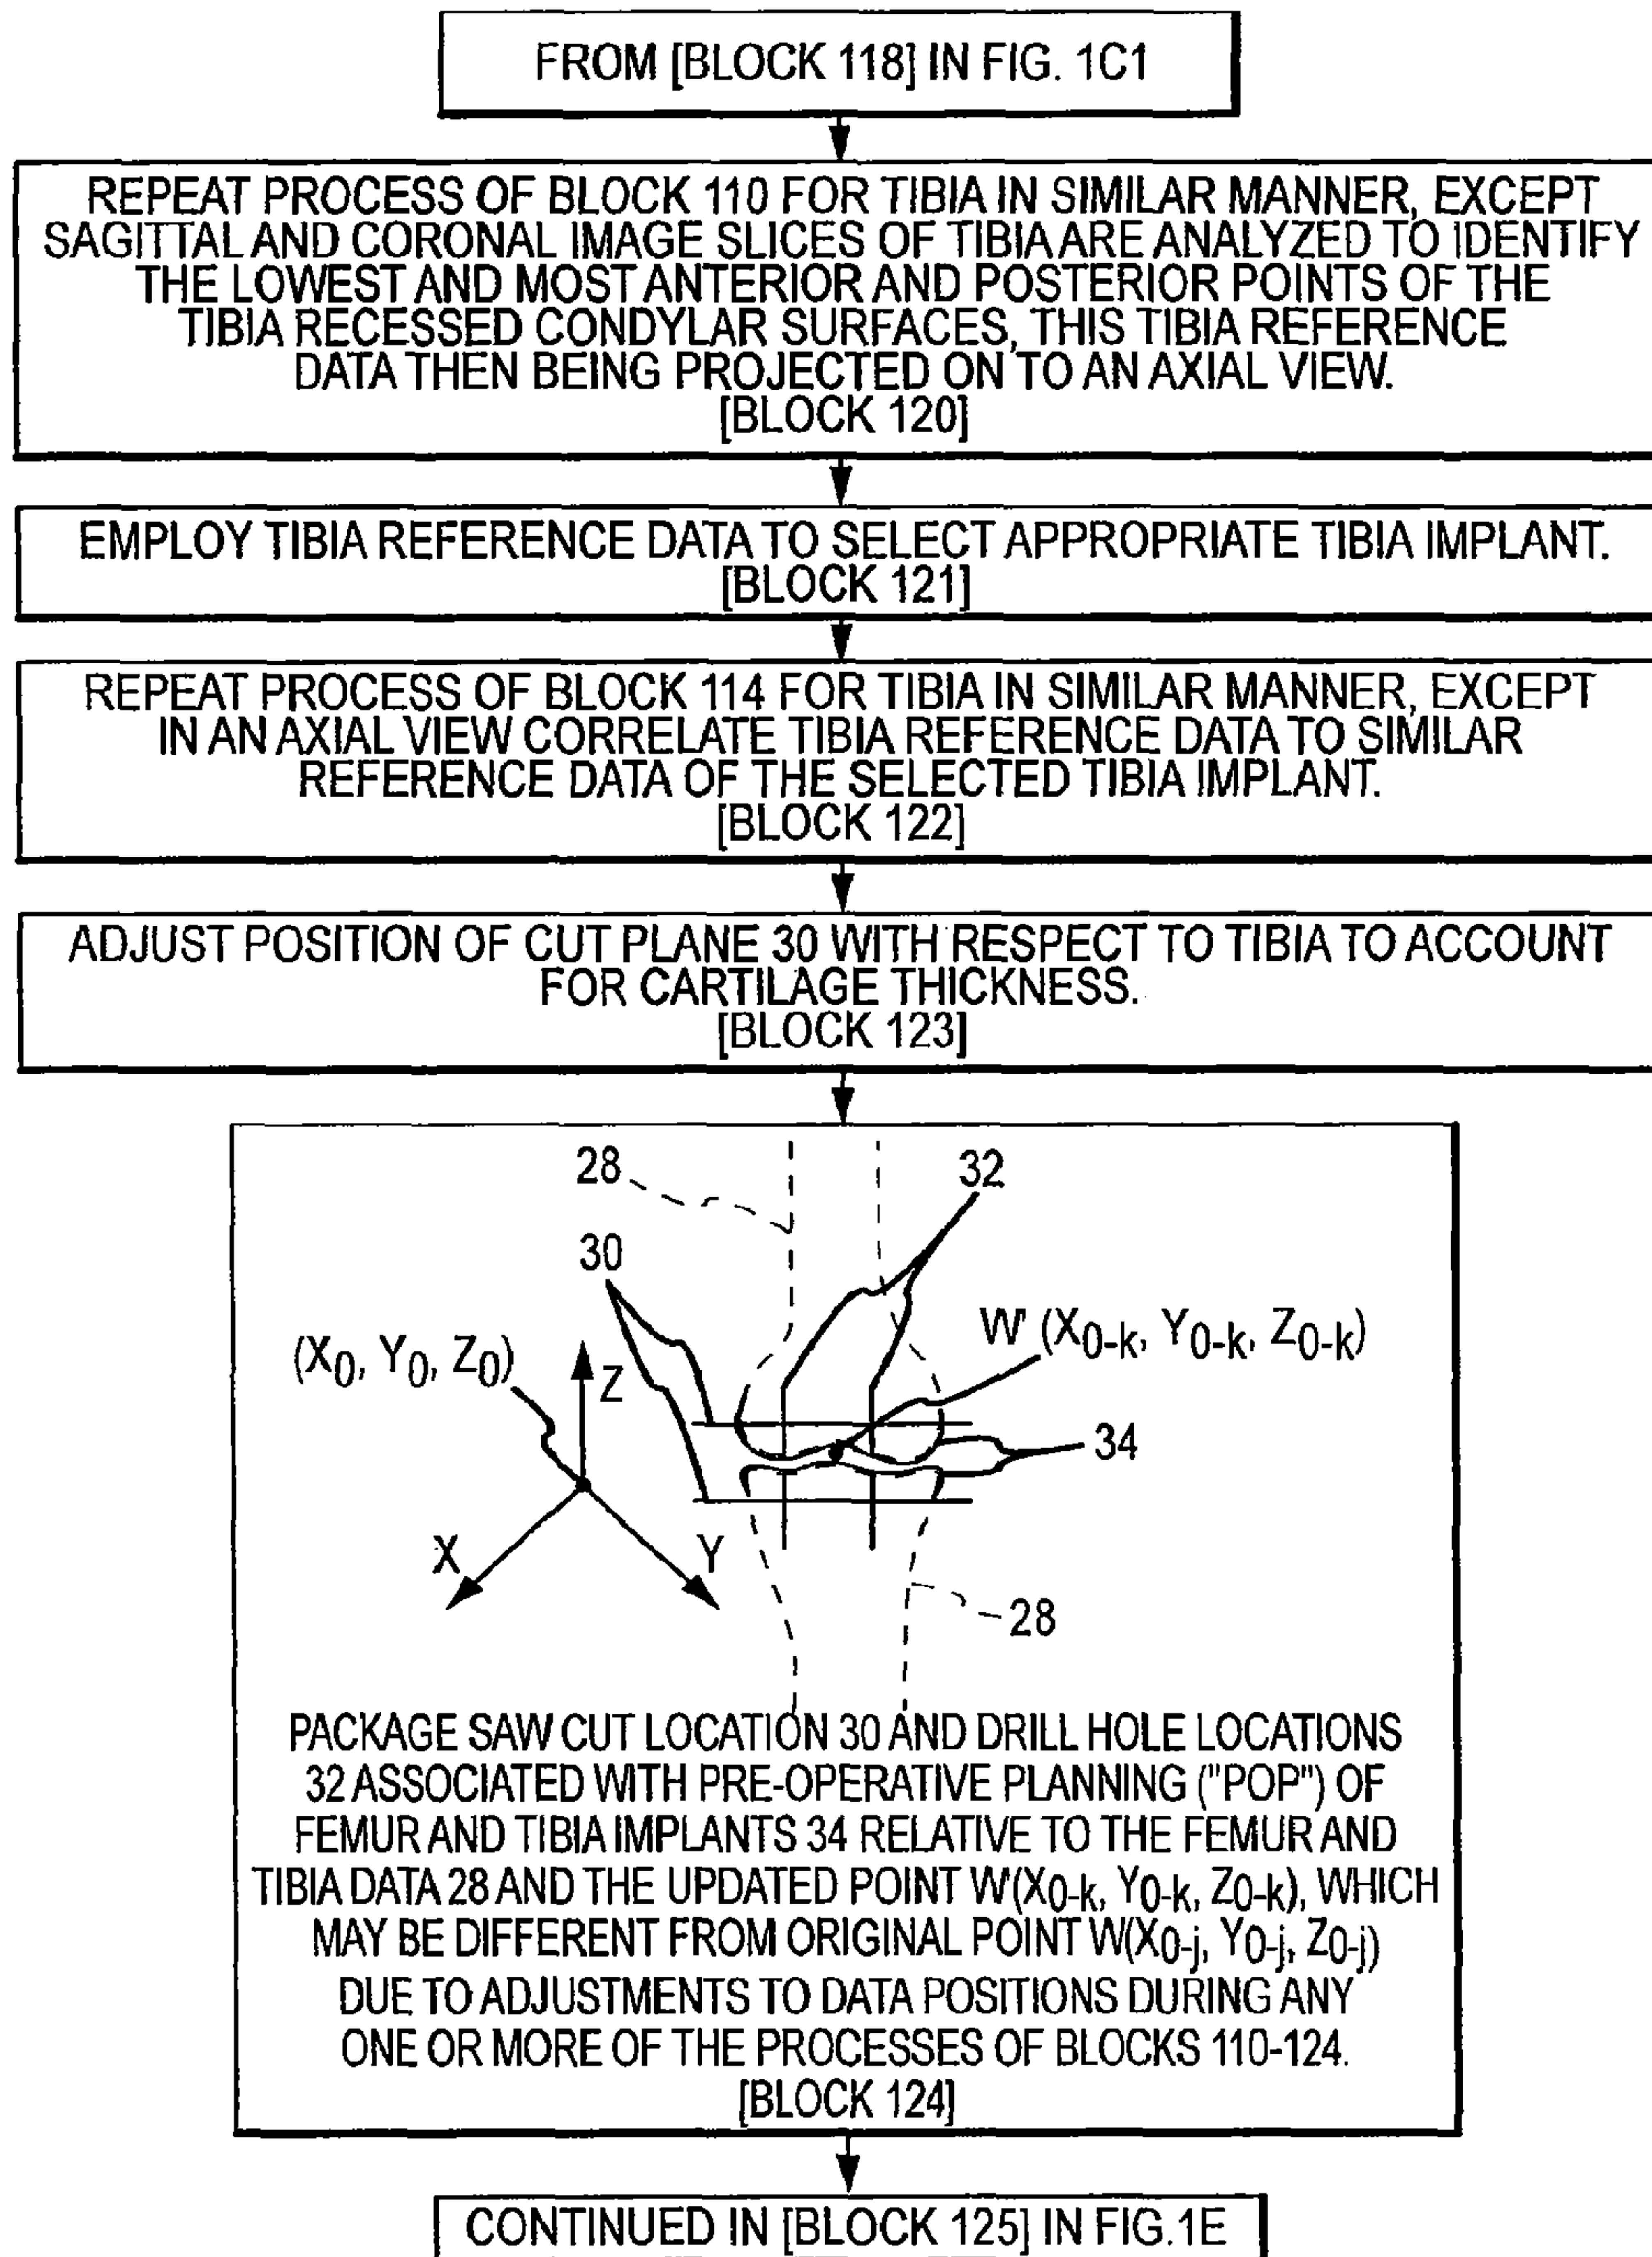 FROM [BLOCK 118] IN FIG. 1C1
REPEAT PROCESS OF BLOCK 110 FOR TIBIA IN SIMILAR MANNER, EXCEPT
SAGITTAL AND CORONAL IMAGE SLICES OF TIBIA ARE ANALYZED TO IDENTIFY
THE LOWEST AND MOST ANTERIOR AND POSTERIOR POINTS OF THE
TIBIA RECESSED CONDYLAR SURFACES, THIS TIBIA REFERENCE
DATA THEN BEING PROJECTED ON TO AN AXIAL VIEW.
[BLOCK 120]
EMPLOY TIBIA REFERENCE DATA TO SELECT APPROPRIATE TIBIA IMPLANT.
[BLOCK 121]
REPEAT PROCESS OF BLOCK 114 FOR TIBIA IN SIMILAR MANNER, EXCEPT
IN AN AXIAL VIEW CORRELATE TIBIA REFERENCE DATA TO SIMILAR
REFERENCE DATA OF THE SELECTED TIBIA IMPLANT.
[BLOCK 122]
ADJUST POSITION OF CUT PLANE 30 WITH RESPECT TO TIBIA TO ACCOUNT
FOR CARTILAGE THICKNESS.
[BLOCK 123]
28
32
30
W' (X0-k, Y0-k, Z0-k)
(X0, Y0, Z0)
Z
34
X
Y
28
PACKAGE SAW CUT LOCATION 30 AND DRILL HOLE LOCATIONS
32 ASSOCIATED WITH PRE-OPERATIVE PLANNING ("POP") OF
FEMUR AND TIBIA IMPLANTS 34 RELATIVE TO THE FEMUR AND
TIBIA DATA 28 AND THE UPDATED POINT W'(X0-k, Y0-k, Z0-k), WHICH
MAY BE DIFFERENT FROM ORIGINAL POINT W(X0-j, Y0-j, Z0-j)
DUE TO ADJUSTMENTS TO DATA POSITIONS DURING ANY
ONE OR MORE OF THE PROCESSES OF BLOCKS 110-124.
[BLOCK 124]
CONTINUED IN [BLOCK 125] IN FIG.1E